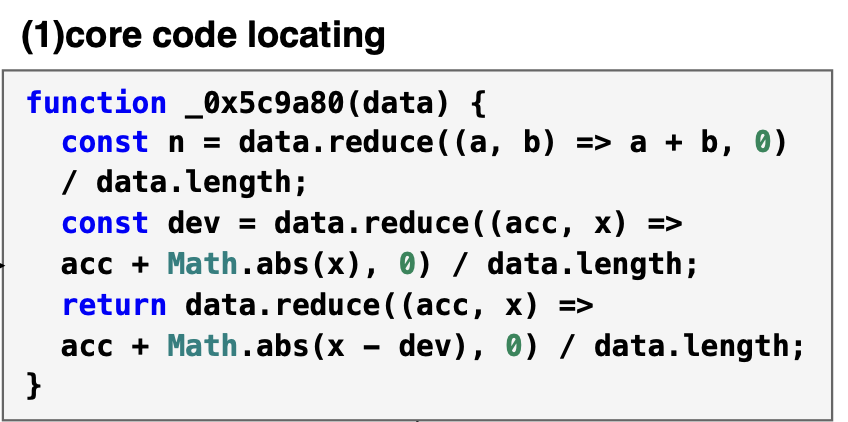 (1)core code locating
function _0x5c9a80(data) {
  const n = data.reduce((a, b) => a + b, 0)
  / data.length;
  const dev = data.reduce((acc, x) =>
  acc + Math.abs(x), 0) / data.length;
  return data.reduce((acc, x) =>
  acc + Math.abs(x - dev), 0) / data.length;
}